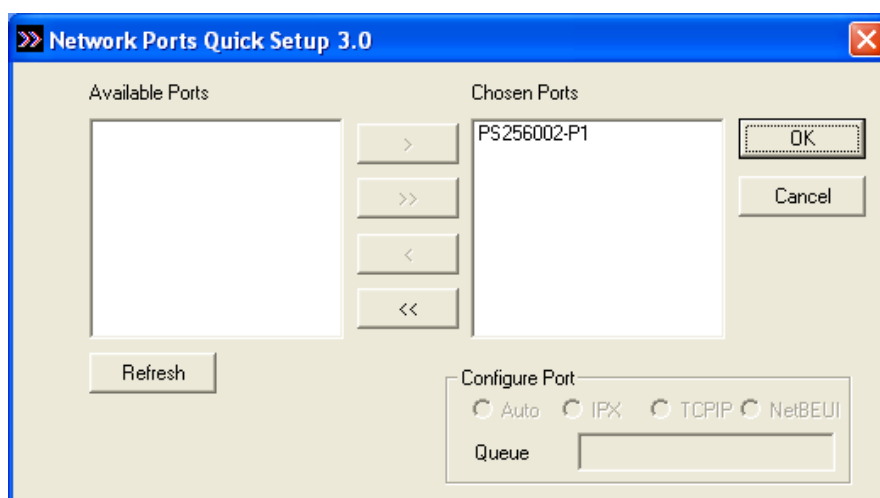 Network Ports Quick Setup 3.0
Available Ports
Chosen Ports
PS256002-P1
>
>>
<
<<
OK
Cancel
Refresh
Configure Port
Auto
IPX
TCPIP
NetBEUI
Queue